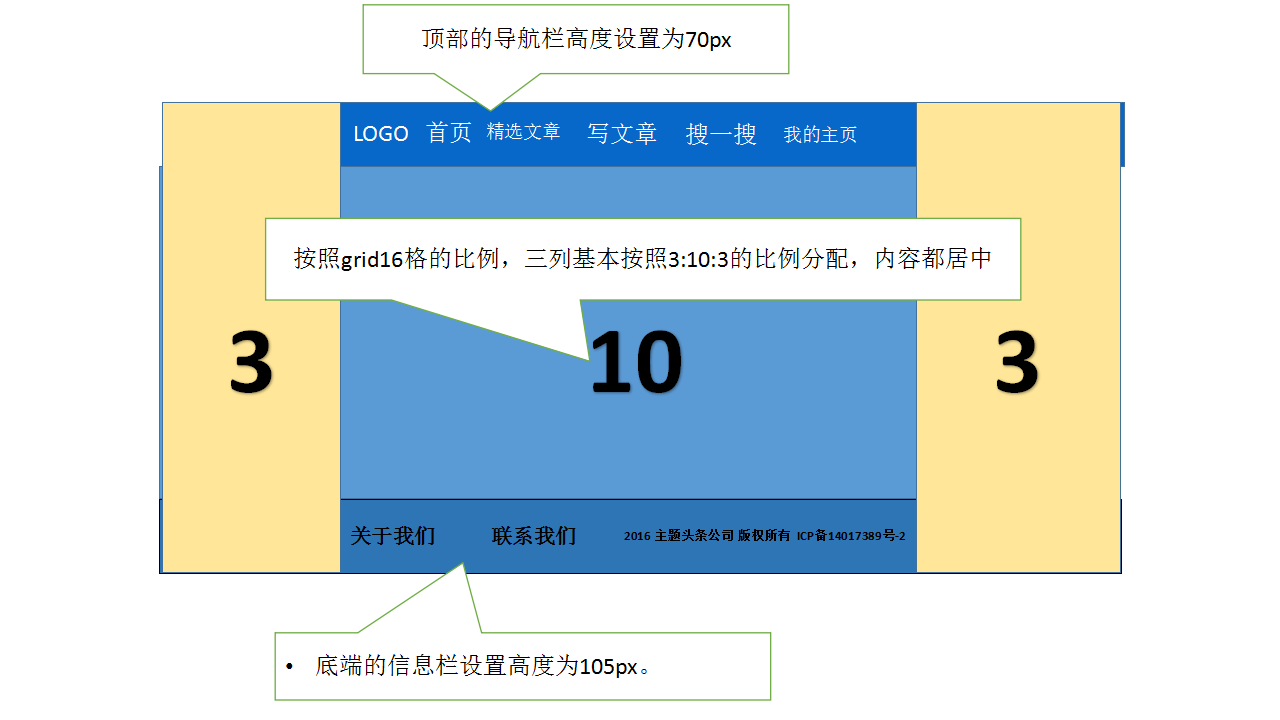 顶部的导航栏高度设置为70px
LOGO 首页 精选文章 写文章 搜一搜 我的主页
按照grid16格的比例，三列基本按照3:10:3的比例分配，内容都居中
3 10 3
关于我们 联系我们 2016 主题头条公司 版权所有 ICP备14017389号-2
• 底端的信息栏设置高度为105px。